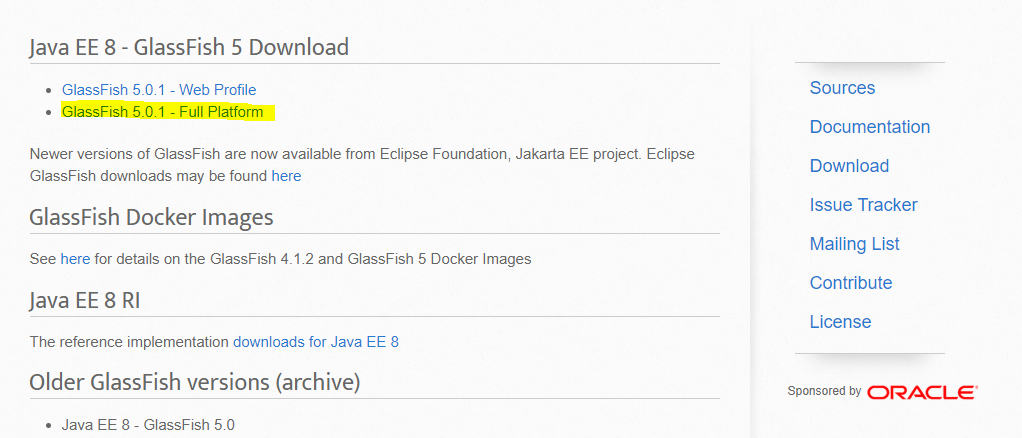 Java EE 8 - GlassFish 5 Download
GlassFish 5.0.1 - Web Profile
GlassFish 5.0.1 - Full Platform
Newer versions of GlassFish are now available from Eclipse Foundation, Jakarta EE project. Eclipse
GlassFish downloads may be found here
GlassFish Docker Images
See here for details on the GlassFish 4.1.2 and GlassFish 5 Docker Images
Java EE 8 RI
The reference implementation downloads for Java EE 8
Older GlassFish versions (archive)
Java EE 8 - GlassFish 5.0
Sources
Documentation
Download
Issue Tracker
Mailing List
Contribute
License
Sponsored by ORACLE